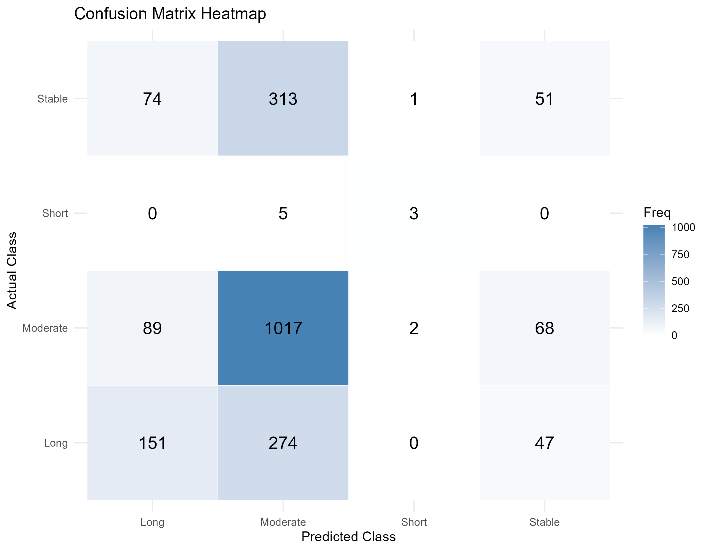 Confusion Matrix Heatmap
Actual Class
Stable 74 313 1 51
Short 0 5 3 0
Moderate 89 1017 2 68
Long 151 274 0 47
Long Moderate Short Stable
Predicted Class
Freq
1000
750
500
250
0